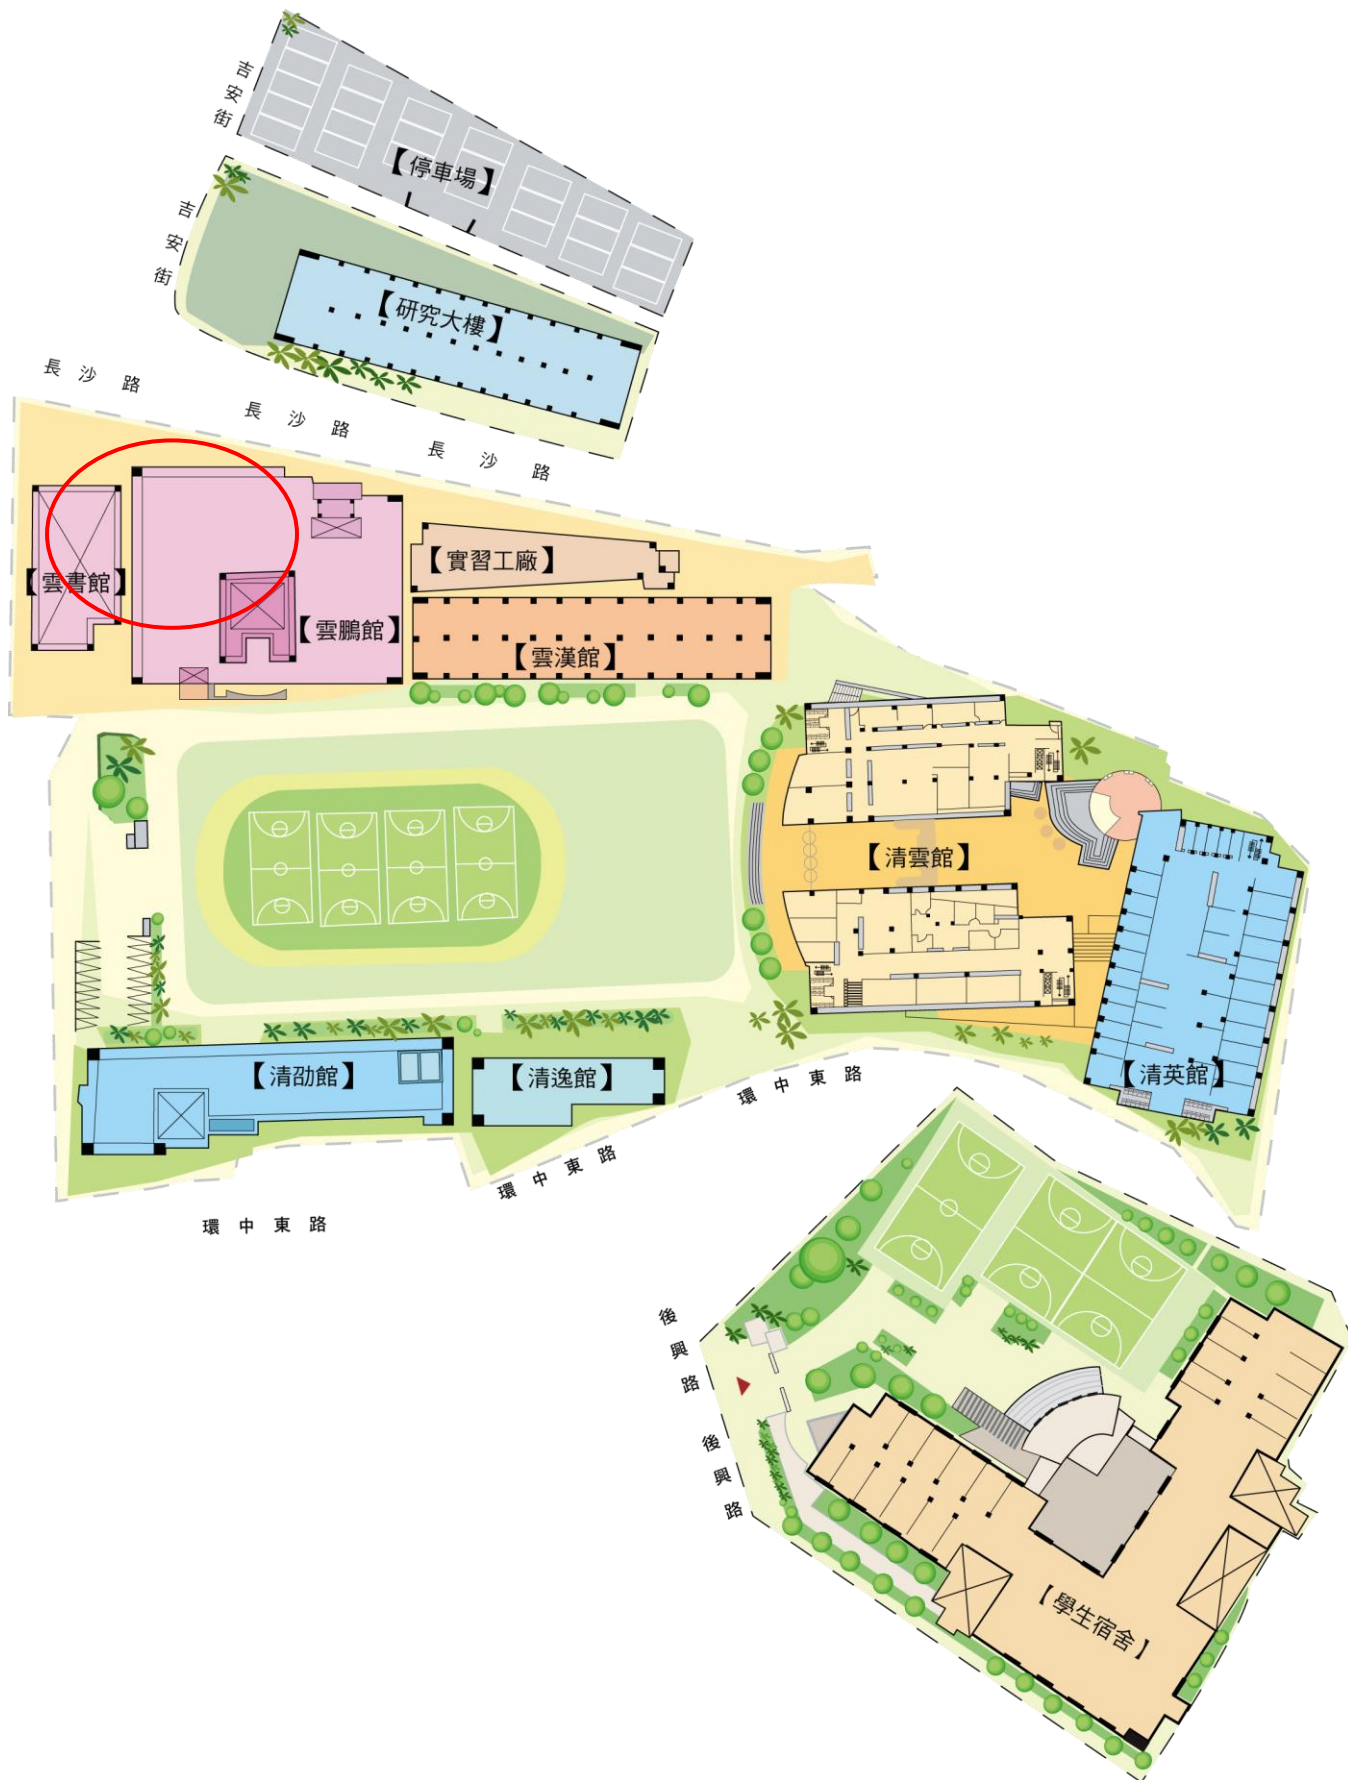 吉安街
【停車場】
吉安街
【研究大樓】
長沙路
長沙路
長沙路
【實習工廠】
【雲書館】
【雲鵬館】
【雲漢館】
【清雲館】
【清劭館】
【清逸館】
【清英館】
環中東路
環中東路
環中東路
後興路
後興路
【學生宿舍】